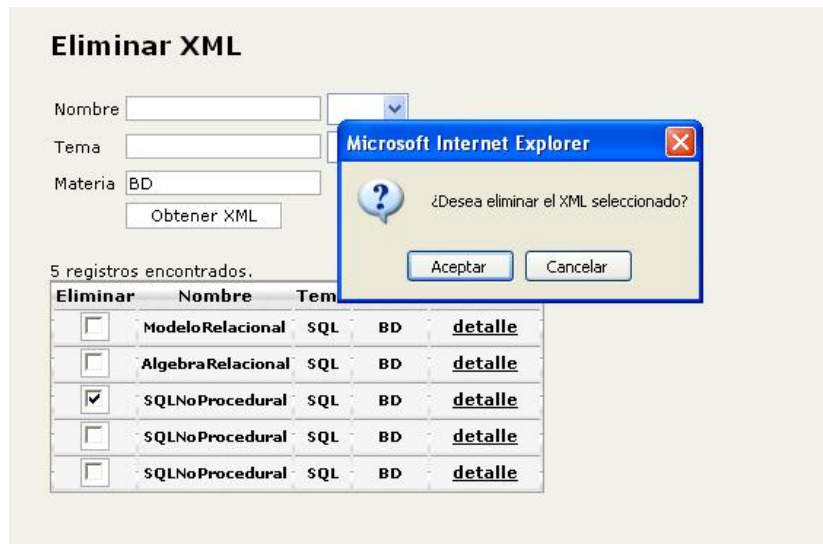 Eliminar XML
Nombre
Tema
Materia BD
Obtener XML
Microsoft Internet Explorer
¿Desea eliminar el XML seleccionado?
Aceptar Cancelar
5 registros encontrados.
Eliminar Nombre Tem
ModeloRelacional SQL BD detalle
AlgebraRelacional SQL BD detalle
SQLNoProcedural SQL BD detalle
SQLNoProcedural SQL BD detalle
SQLNoProcedural SQL BD detalle